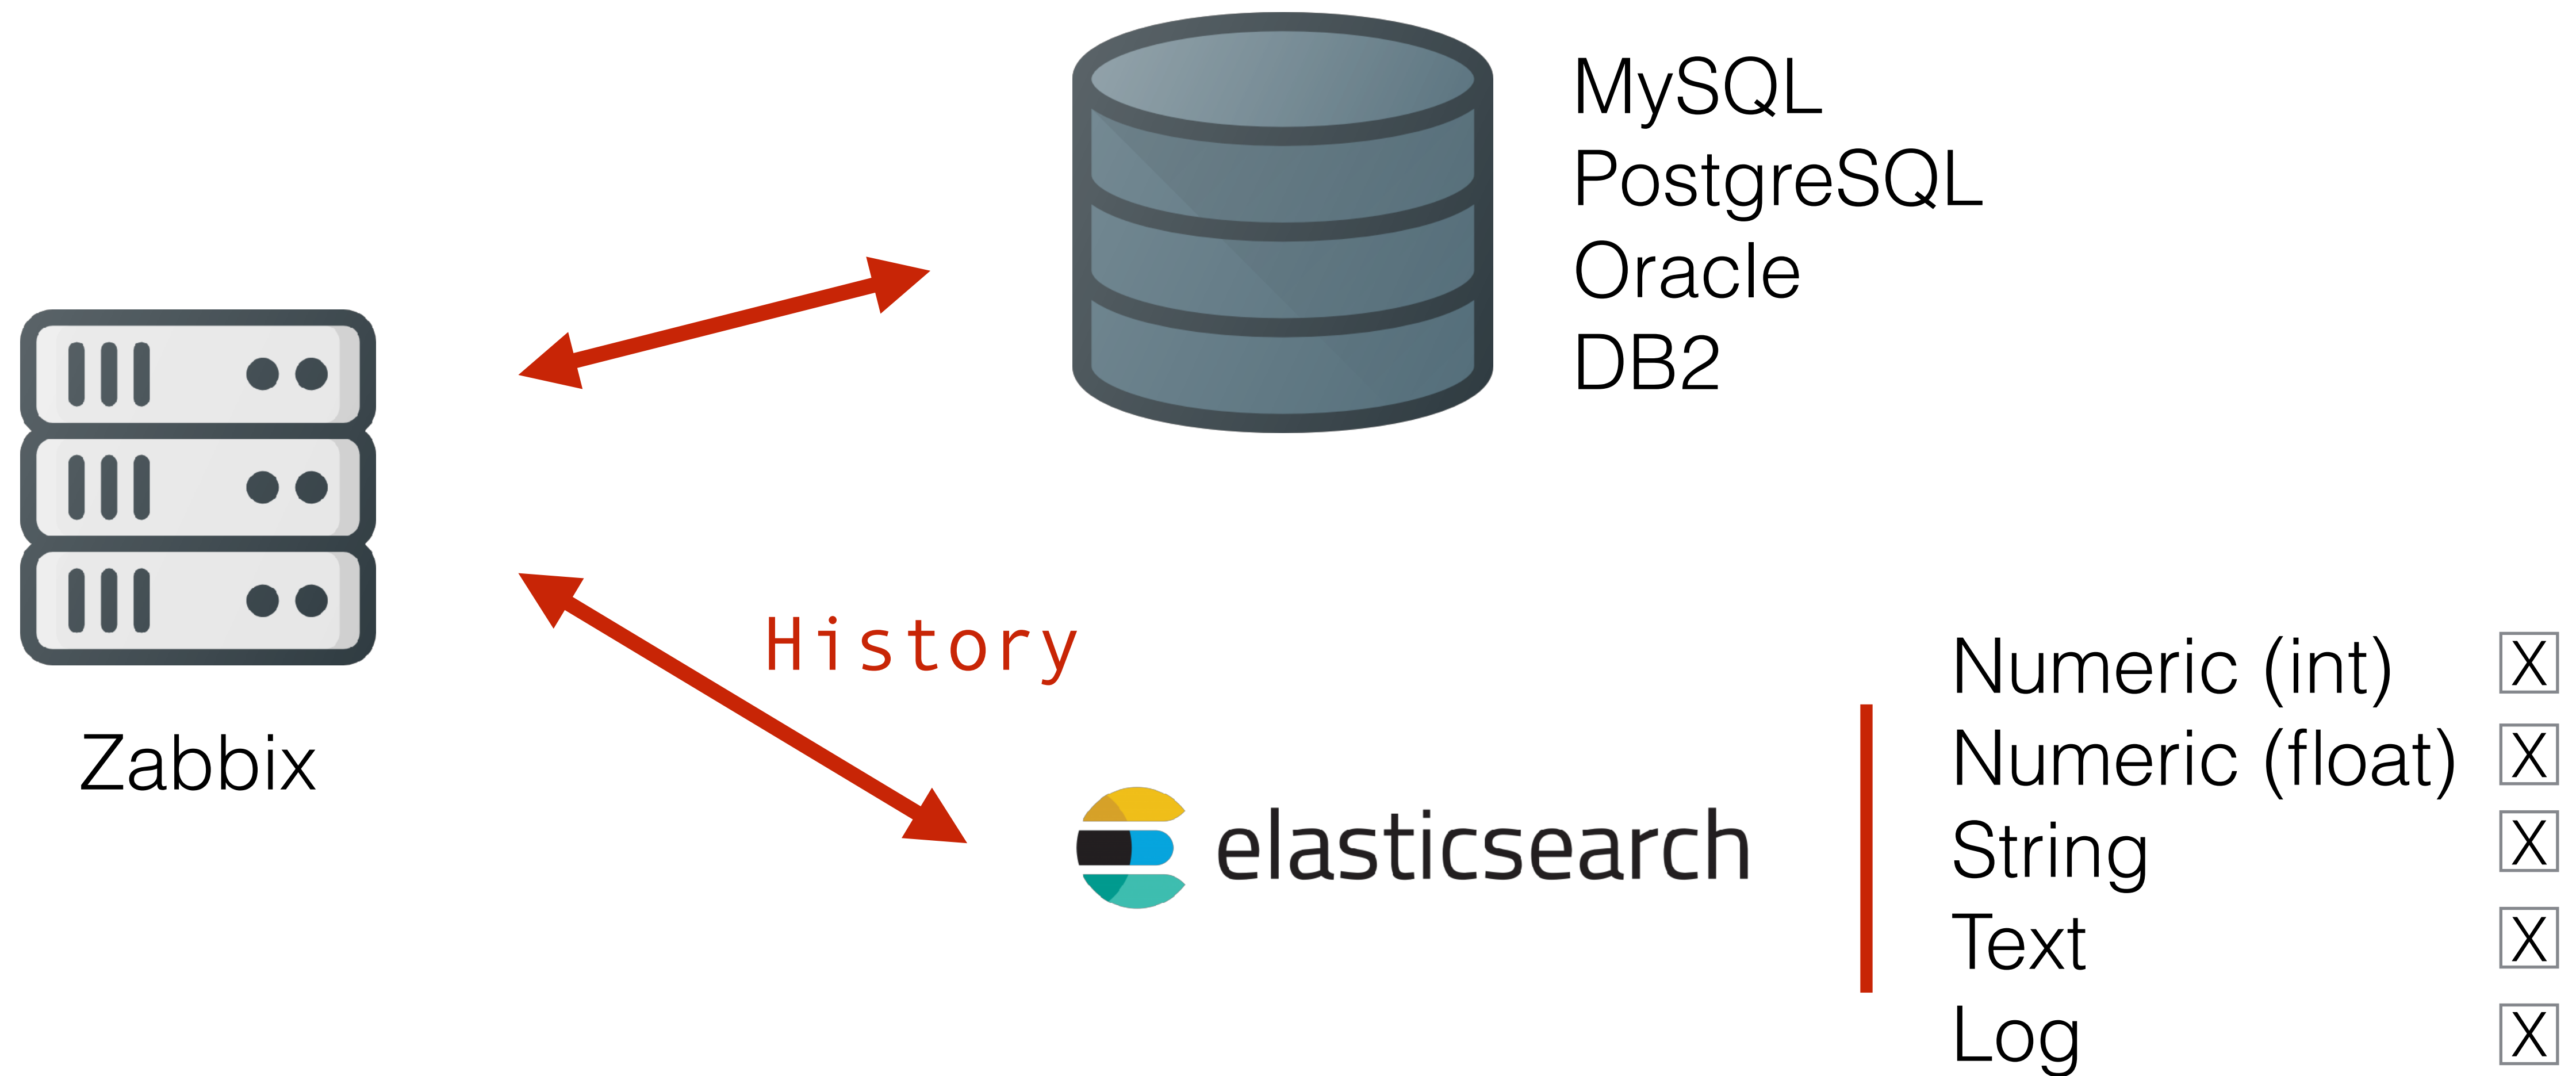 MySQL
PostgreSQL
Oracle
DB2
Zabbix
History
elasticsearch
Numeric (int) X
Numeric (float) X
String X
Text X
Log X